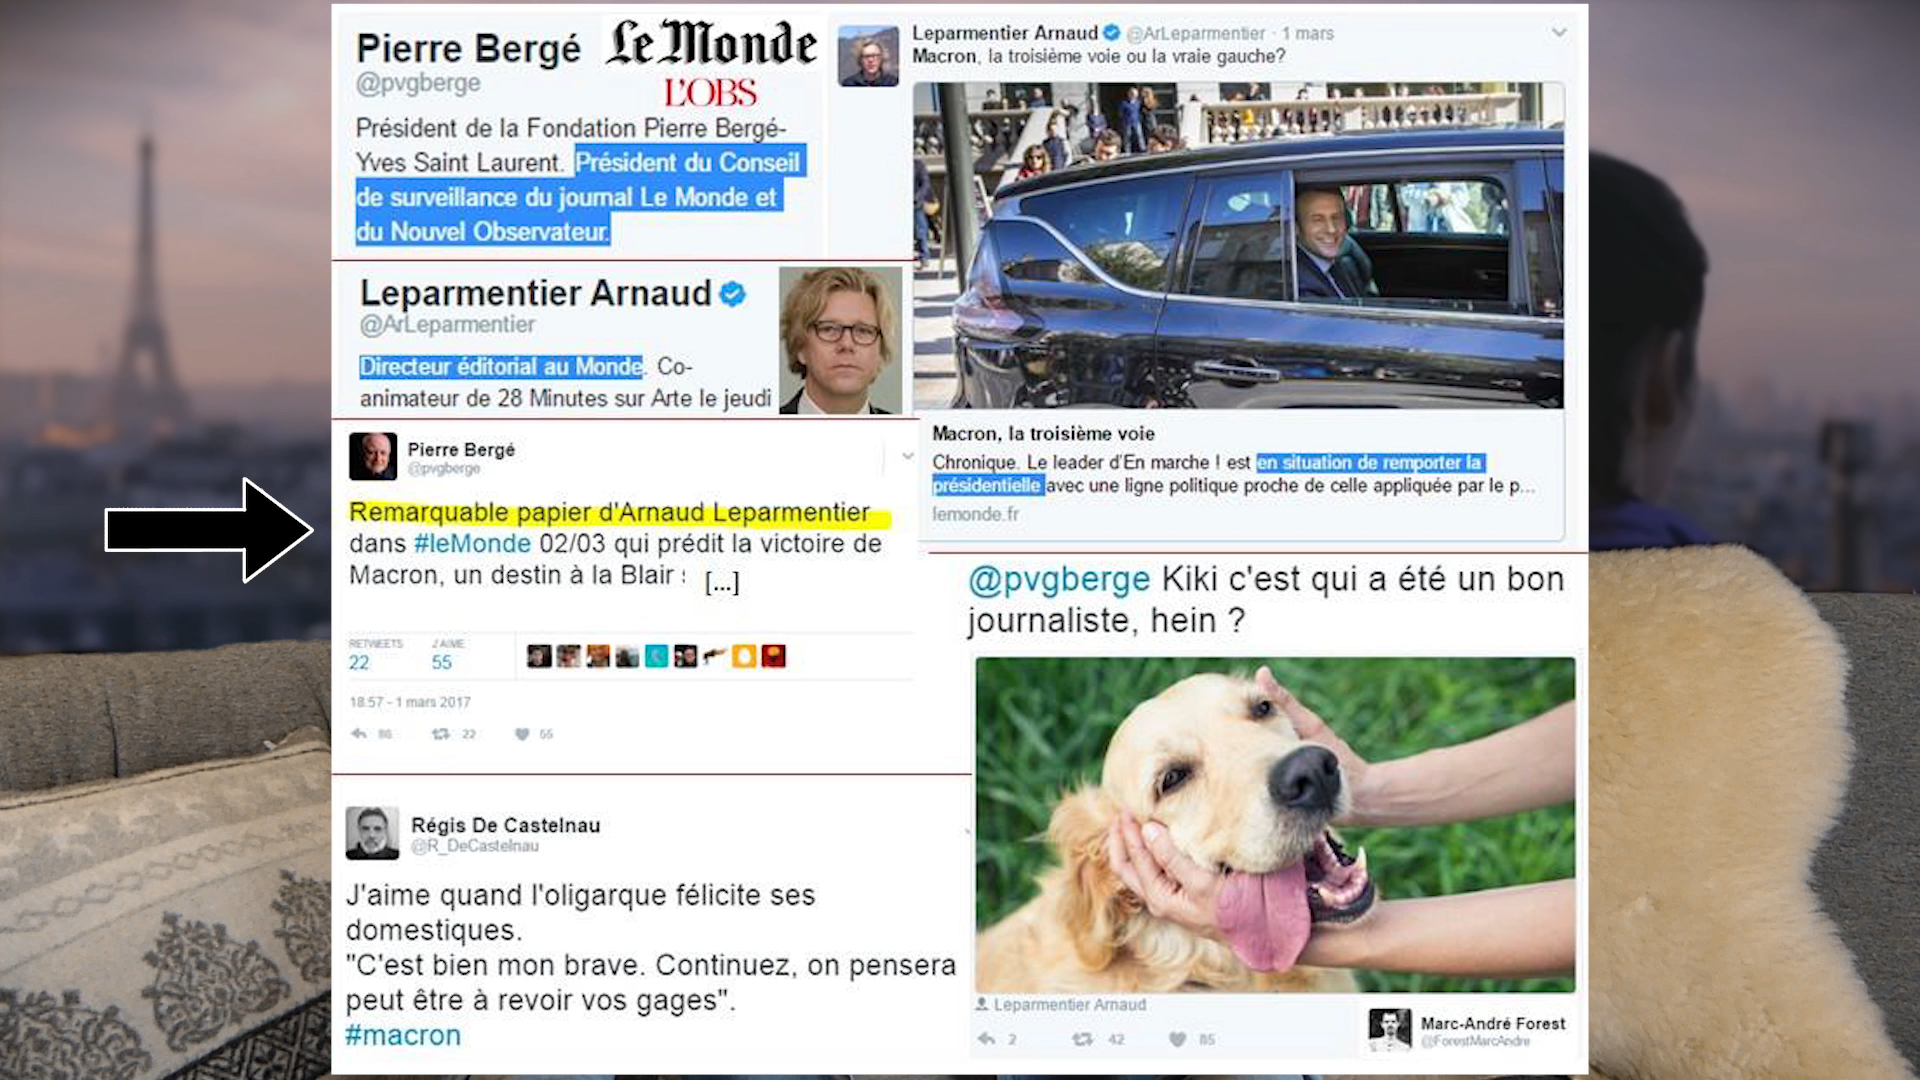 Pierre Bergé
@pvgberge
Le Monde
L'OBS
Président de la Fondation Pierre Bergé-
Yves Saint Laurent. Président du Conseil
de surveillance du journal Le Monde et
du Nouvel Observateur.
Leparmentier Arnaud
@ArLeparmentier
Directeur éditorial au Monde. Co-
animateur de 28 Minutes sur Arte le jeudi
Pierre Bergé
@pvgberge
Remarquable papier d'Arnaud Leparmentier
dans #leMonde 02/03 qui prédit la victoire de
Macron, un destin à la Blair
[...]
RETWEETS
J'AIME
22
55
18:57 - 1 mars 2017
86
22
55
Régis De Castelnau
@R_DeCastelnau
J'aime quand l'oligarque félicite ses
domestiques.
"C'est bien mon brave. Continuez, on pensera
peut être à revoir vos gages".
#macron
Leparmentier Arnaud @ArLeparmentier · 1 mars
Macron, la troisième voie ou la vraie gauche?
Macron, la troisième voie
Chronique. Le leader d'En marche ! est en situation de remporter la
présidentielle avec une ligne politique proche de celle appliquée par le p...
lemonde.fr
@pvgberge Kiki c'est qui a été un bon
journaliste, hein ?
Leparmentier Arnaud
2
42
85
Marc-André Forest
@ForestMarcAndre